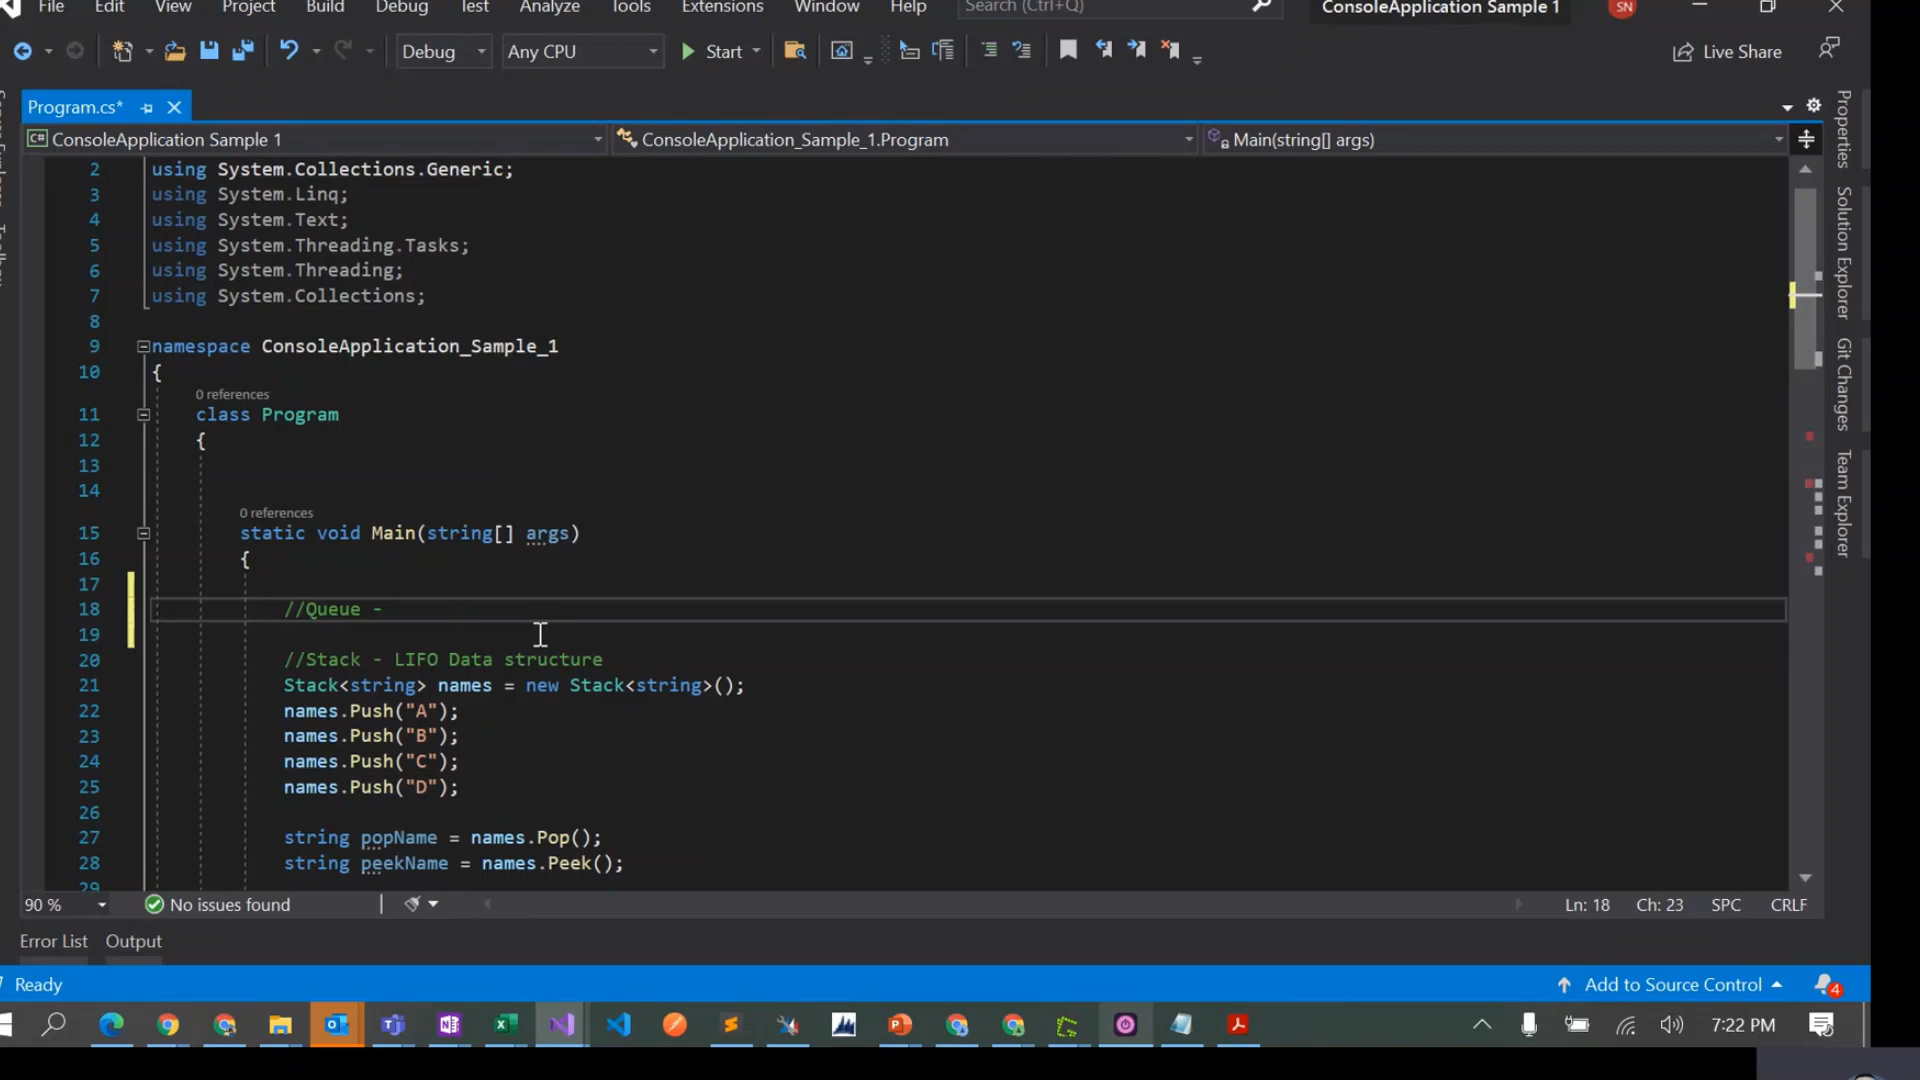 File Edit View Project Build Debug Test Analyze Tools Extensions Window Help Search (Ctrl+Q) ConsoleApplication Sample 1 SN
Debug Any CPU Start Live Share
Program.cs*
ConsoleApplication Sample 1 ConsoleApplication_Sample_1.Program Main(string[] args)
2 using System.Collections.Generic;
3 using System.Linq;
4 using System.Text;
5 using System.Threading.Tasks;
6 using System.Threading;
7 using System.Collections;
8
9 namespace ConsoleApplication_Sample_1
10 {
0 references
11 class Program
12 {
13
14
0 references
15 static void Main(string[] args)
16 {
17
18 //Queue -
19
20 //Stack - LIFO Data structure
21 Stack<string> names = new Stack<string>();
22 names.Push("A");
23 names.Push("B");
24 names.Push("C");
25 names.Push("D");
26
27 string popName = names.Pop();
28 string peekName = names.Peek();
29
90 % No issues found Ln: 18 Ch: 23 SPC CRLF
Error List Output
Ready Add to Source Control 4
7:22 PM
Properties
Solution Explorer
Git Changes
Team Explorer